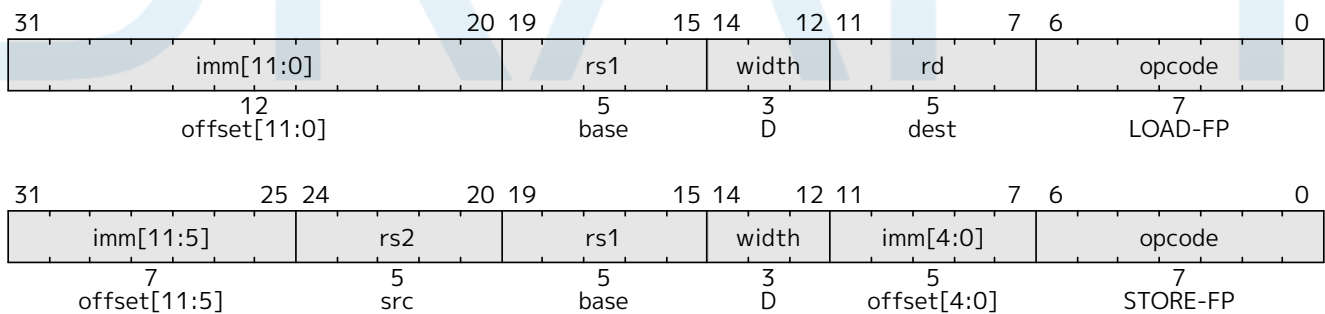 DRAFT
31 20 19 15 14 12 11 7 6 0
imm[11:0] rs1 width rd opcode
12 5 3 5 7
offset[11:0] base D dest LOAD-FP
31 25 24 20 19 15 14 12 11 7 6 0
imm[11:5] rs2 rs1 width imm[4:0] opcode
7 5 5 3 5 7
offset[11:5] src base D offset[4:0] STORE-FP